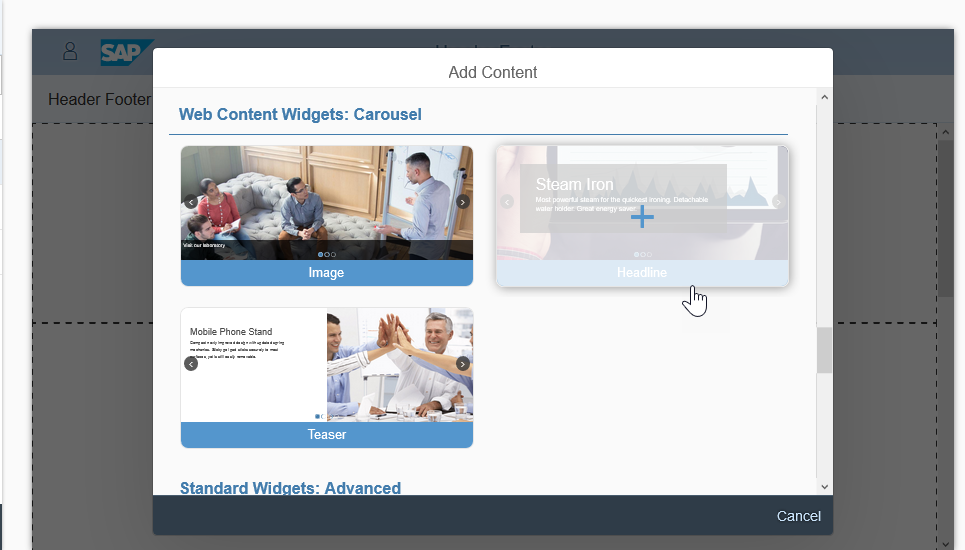 SAP
Add Content
Header Footer
Web Content Widgets: Carousel
Visit our laboratory
Image
Steam Iron
Most powerful steam for the quickest ironing. Detachable
water holder. Great energy saver.
Headline
Mobile Phone Stand
Teaser
Standard Widgets: Advanced
Cancel